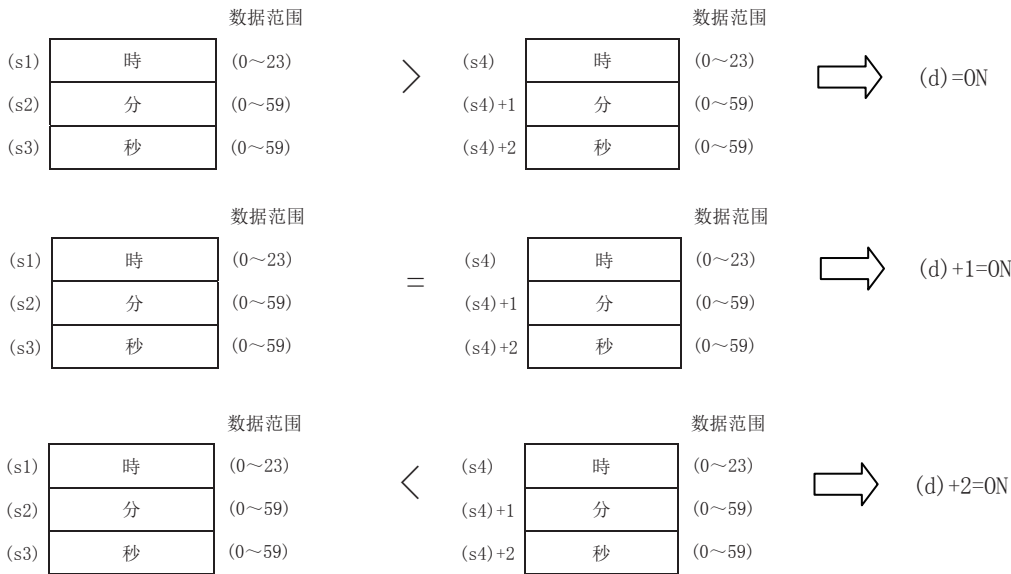 数据范围 数据范围
(s1) 時 (0～23) > (s4) 時 (0～23) (d)=ON
(s2) 分 (0～59) (s4)+1 分 (0～59)
(s3) 秒 (0～59) (s4)+2 秒 (0～59)
数据范围 数据范围
(s1) 時 (0～23) = (s4) 時 (0～23) (d)+1=ON
(s2) 分 (0～59) (s4)+1 分 (0～59)
(s3) 秒 (0～59) (s4)+2 秒 (0～59)
数据范围 数据范围
(s1) 時 (0～23) < (s4) 時 (0～23) (d)+2=ON
(s2) 分 (0～59) (s4)+1 分 (0～59)
(s3) 秒 (0～59) (s4)+2 秒 (0～59)